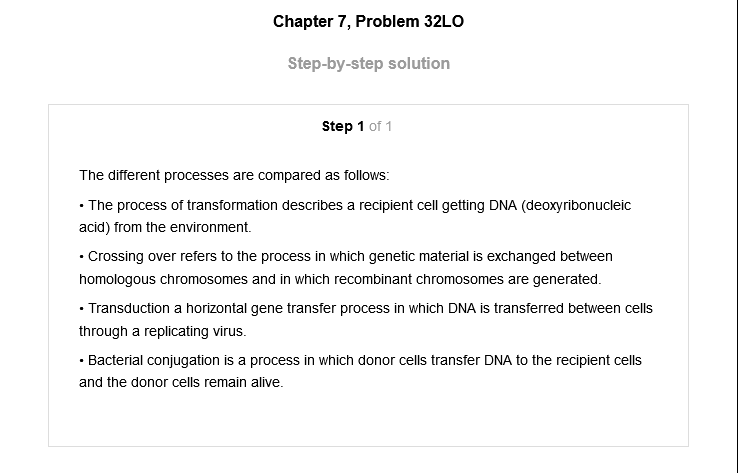 Chapter 7, Problem 32LO
Step-by-step solution
Step 1 of 1
The different processes are compared as follows:
• The process of transformation describes a recipient cell getting DNA (deoxyribonucleic
acid) from the environment.
• Crossing over refers to the process in which genetic material is exchanged between
homologous chromosomes and in which recombinant chromosomes are generated.
• Transduction a horizontal gene transfer process in which DNA is transferred between cells
through a replicating virus.
• Bacterial conjugation is a process in which donor cells transfer DNA to the recipient cells
and the donor cells remain alive.